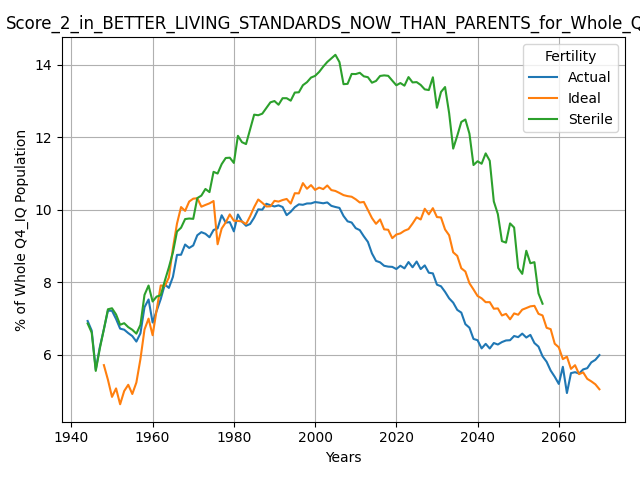 Score_2_in_BETTER_LIVING_STANDARDS_NOW_THAN_PARENTS_for_Whole_Q
Fertility
Actual
Ideal
Sterile
% of Whole Q4_IQ Population
14
12
10
8
6
1940
1960
1980
2000
2020
2040
2060
Years